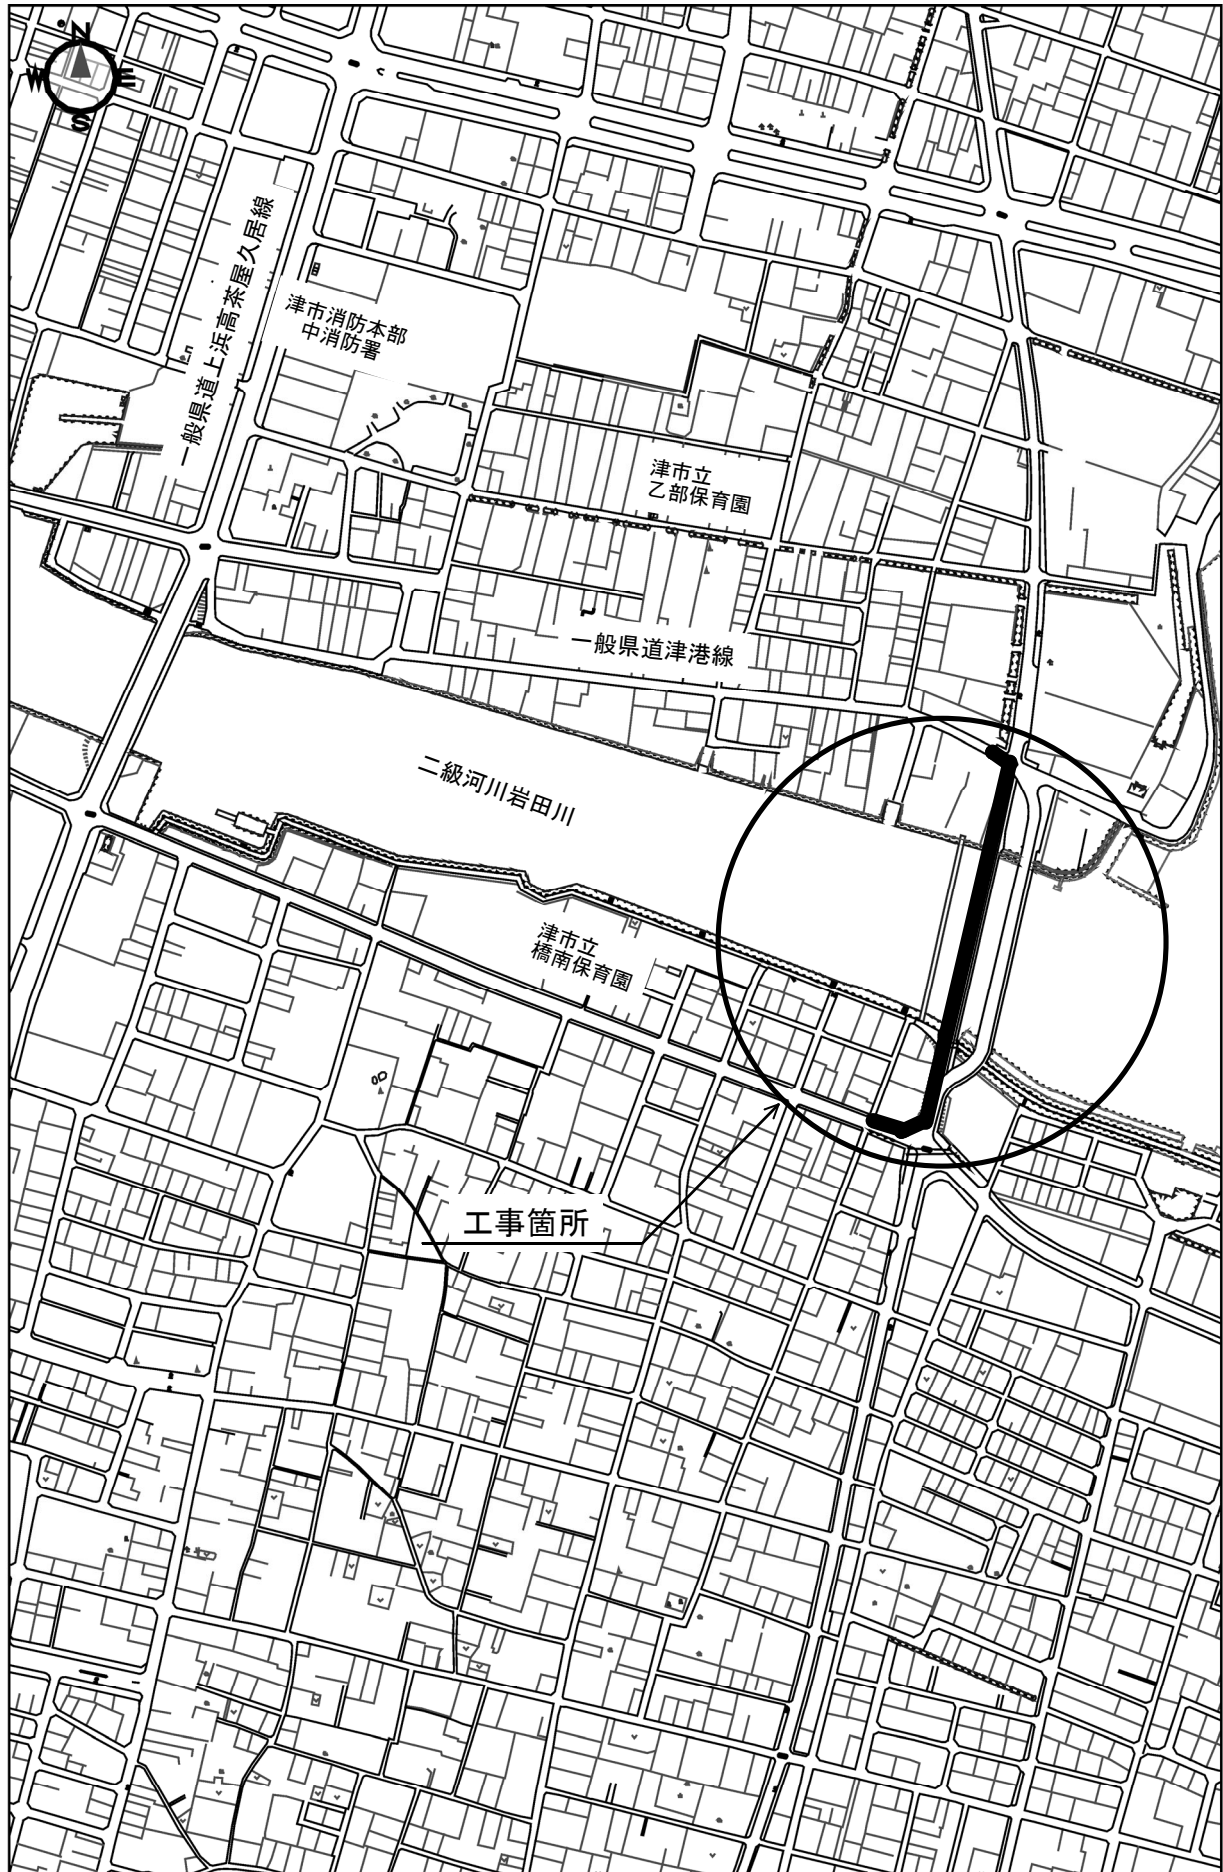 N
W
E
S
一般県道上浜高茶屋久居線
津市消防本部
中消防署
津市立
乙部保育園
一般県道津港線
二級河川岩田川
津市立
橋南保育園
工事箇所